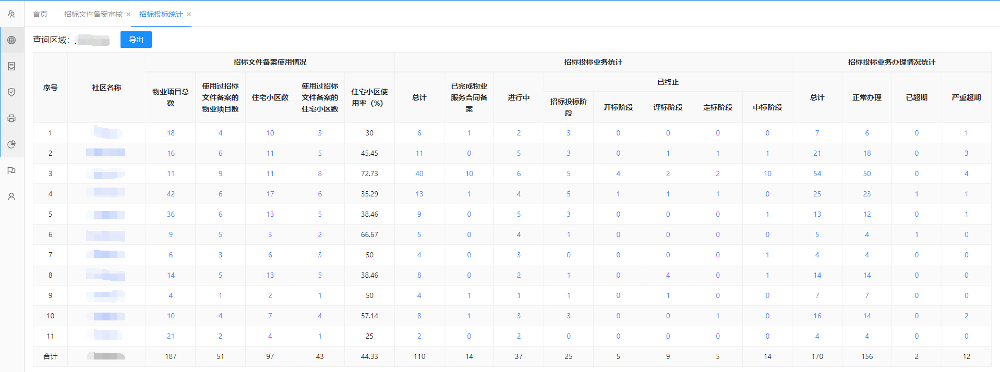 首页 招标文件备案审核 × 招标投标统计 ×
查询区域： 导出
序号 社区名称 招标文件备案使用情况 招标投标业务统计 招标投标业务办理情况统计
物业项目总数 使用过招标文件备案的物业项目数 住宅小区数 使用过招标文件备案的住宅小区数 住宅小区使用率（%） 总计 已完成物业服务合同备案 进行中 已终止 总计 正常办理 已超期 严重超期
招标投标阶段 开标阶段 评标阶段 定标阶段 中标阶段
1 18 4 10 3 30 6 1 2 3 0 0 0 0 7 6 0 1
2 16 6 11 5 45.45 11 0 5 3 0 1 1 1 21 18 0 3
3 11 9 11 8 72.73 40 10 6 5 4 2 2 10 54 50 0 4
4 42 6 17 6 35.29 13 1 4 5 1 1 1 0 25 23 1 1
5 36 6 13 5 38.46 9 0 5 3 0 0 0 1 13 12 0 1
6 9 5 3 2 66.67 5 0 4 1 0 0 0 0 5 4 1 0
7 6 3 6 3 50 4 0 3 0 0 0 0 1 4 4 0 0
8 14 5 13 5 38.46 8 0 2 1 0 4 0 1 14 14 0 0
9 4 1 2 1 50 4 1 1 1 0 1 0 0 7 7 0 0
10 10 4 7 4 57.14 8 1 3 3 0 0 1 0 16 14 0 2
11 21 2 4 1 25 2 0 2 0 0 0 0 0 4 4 0 0
合计 187 51 97 43 44.33 110 14 37 25 5 9 5 14 170 156 2 12